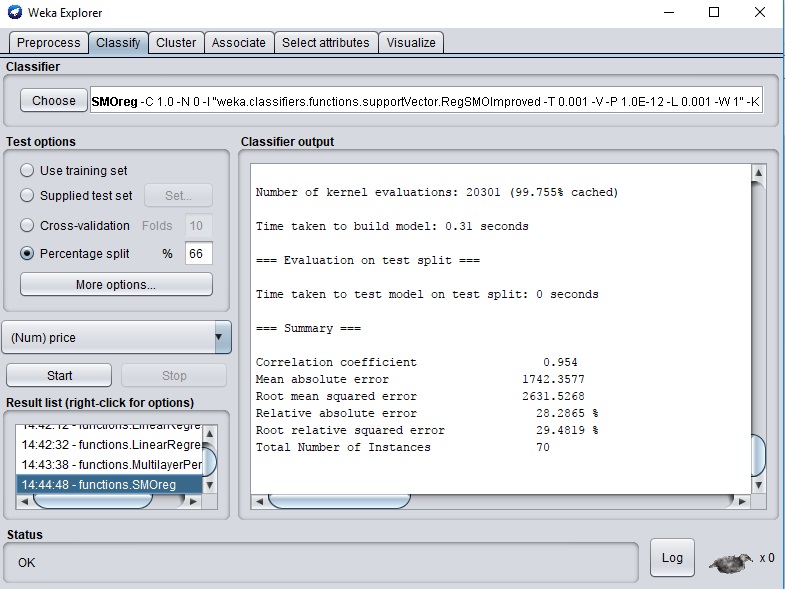 Weka Explorer
Preprocess Classify Cluster Associate Select attributes Visualize
Classifier
Choose SMOreg -C 1.0 -N 0 -I "weka.classifiers.functions.supportVector.RegSMOImproved -T 0.001 -V -P 1.0E-12 -L 0.001 -W 1" -K
Test options
Use training set
Supplied test set Set...
Cross-validation Folds 10
Percentage split % 66
More options...
(Num) price
Start Stop
Result list (right-click for options)
14:42:12 - functions.LinearRegre
14:42:32 - functions.LinearRegre
14:43:38 - functions.MultilayerPer
14:44:48 - functions.SMOreg
Classifier output
Number of kernel evaluations: 20301 (99.755% cached)
Time taken to build model: 0.31 seconds
=== Evaluation on test split ===
Time taken to test model on test split: 0 seconds
=== Summary ===
Correlation coefficient 0.954
Mean absolute error 1742.3577
Root mean squared error 2631.5268
Relative absolute error 28.2865 %
Root relative squared error 29.4819 %
Total Number of Instances 70
Status
OK
Log x 0